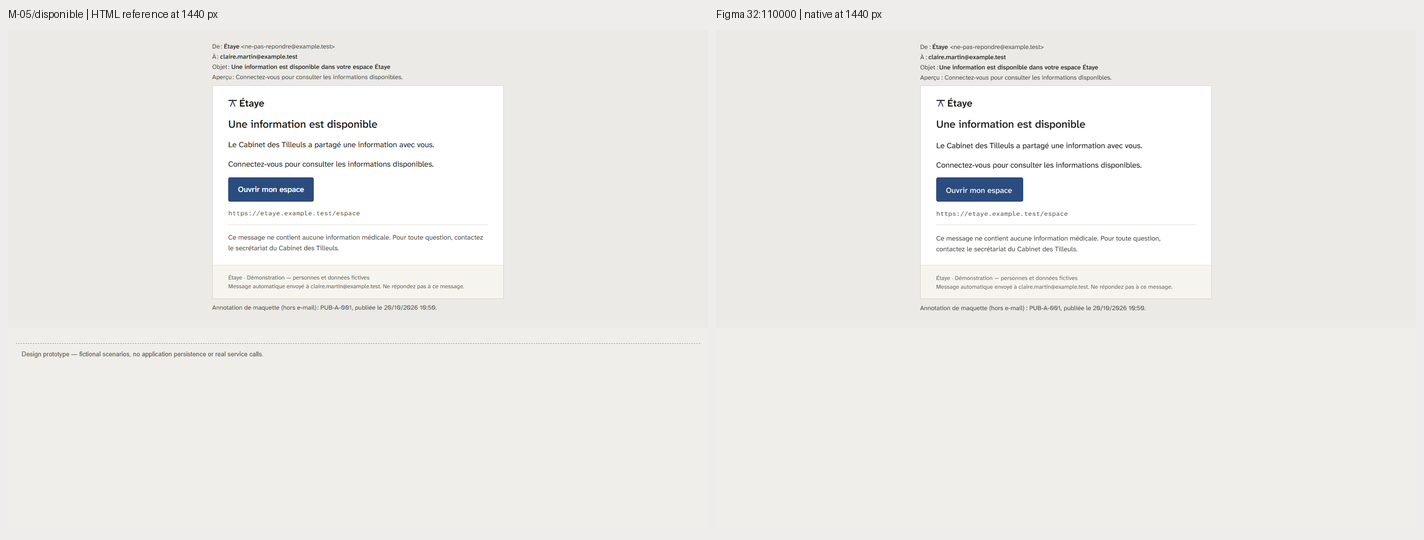 M-05/disponible | HTML reference at 1440 px
De : Étaye <ne-pas-repondre@example.test>
À : claire.martin@example.test
Objet : Une information est disponible dans votre espace Étaye
Aperçu : Connectez-vous pour consulter les informations disponibles.
Étaye
Une information est disponible
Le Cabinet des Tilleuls a partagé une information avec vous.
Connectez-vous pour consulter les informations disponibles.
Ouvrir mon espace
https://etaye.example.test/espace
Ce message ne contient aucune information médicale. Pour toute question, contactez
le secrétariat du Cabinet des Tilleuls.
Étaye · Démonstration — personnes et données fictives
Message automatique envoyé à claire.martin@example.test. Ne répondez pas à ce message.
Annotation de maquette (hors e-mail) : PUB-A-001, publiée le 20/10/2026 10:50.
Design prototype — fictional scenarios, no application persistence or real service calls.
Figma 32:110000 | native at 1440 px
De : Étaye <ne-pas-repondre@example.test>
À : claire.martin@example.test
Objet : Une information est disponible dans votre espace Étaye
Aperçu : Connectez-vous pour consulter les informations disponibles.
Étaye
Une information est disponible
Le Cabinet des Tilleuls a partagé une information avec vous.
Connectez-vous pour consulter les informations disponibles.
Ouvrir mon espace
https://etaye.example.test/espace
Ce message ne contient aucune information médicale. Pour toute question,
contactez le secrétariat du Cabinet des Tilleuls.
Étaye · Démonstration — personnes et données fictives
Message automatique envoyé à claire.martin@example.test. Ne répondez pas à ce message.
Annotation de maquette (hors e-mail) : PUB-A-001, publiée le 20/10/2026 10:50.